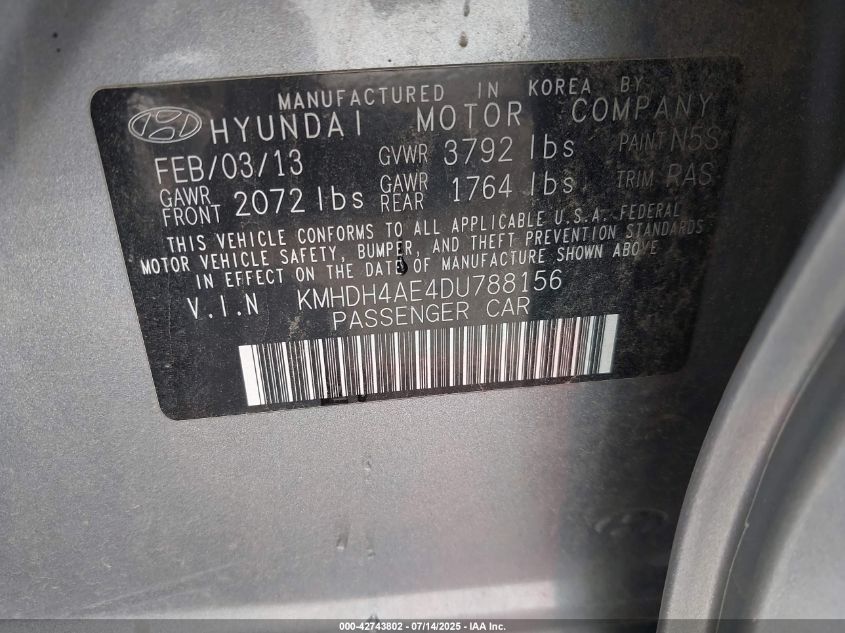 MANUFACTURED IN KOREA BY
HYUNDAI MOTOR COMPANY
FEB/03/13 GVWR 3792 lbs PAINT N5S
GAWR FRONT 2072 lbs GAWR REAR 1764 lbs TRIM RAS
THIS VEHICLE CONFORMS TO ALL APPLICABLE U.S.A. FEDERAL
MOTOR VEHICLE SAFETY, BUMPER, AND THEFT PREVENTION STANDARDS
IN EFFECT ON THE DATE OF MANUFACTURE SHOWN ABOVE
V.I.N KMHDH4AE4DU788156
PASSENGER CAR
000-42743802 - 07/14/2025 - IAA Inc.